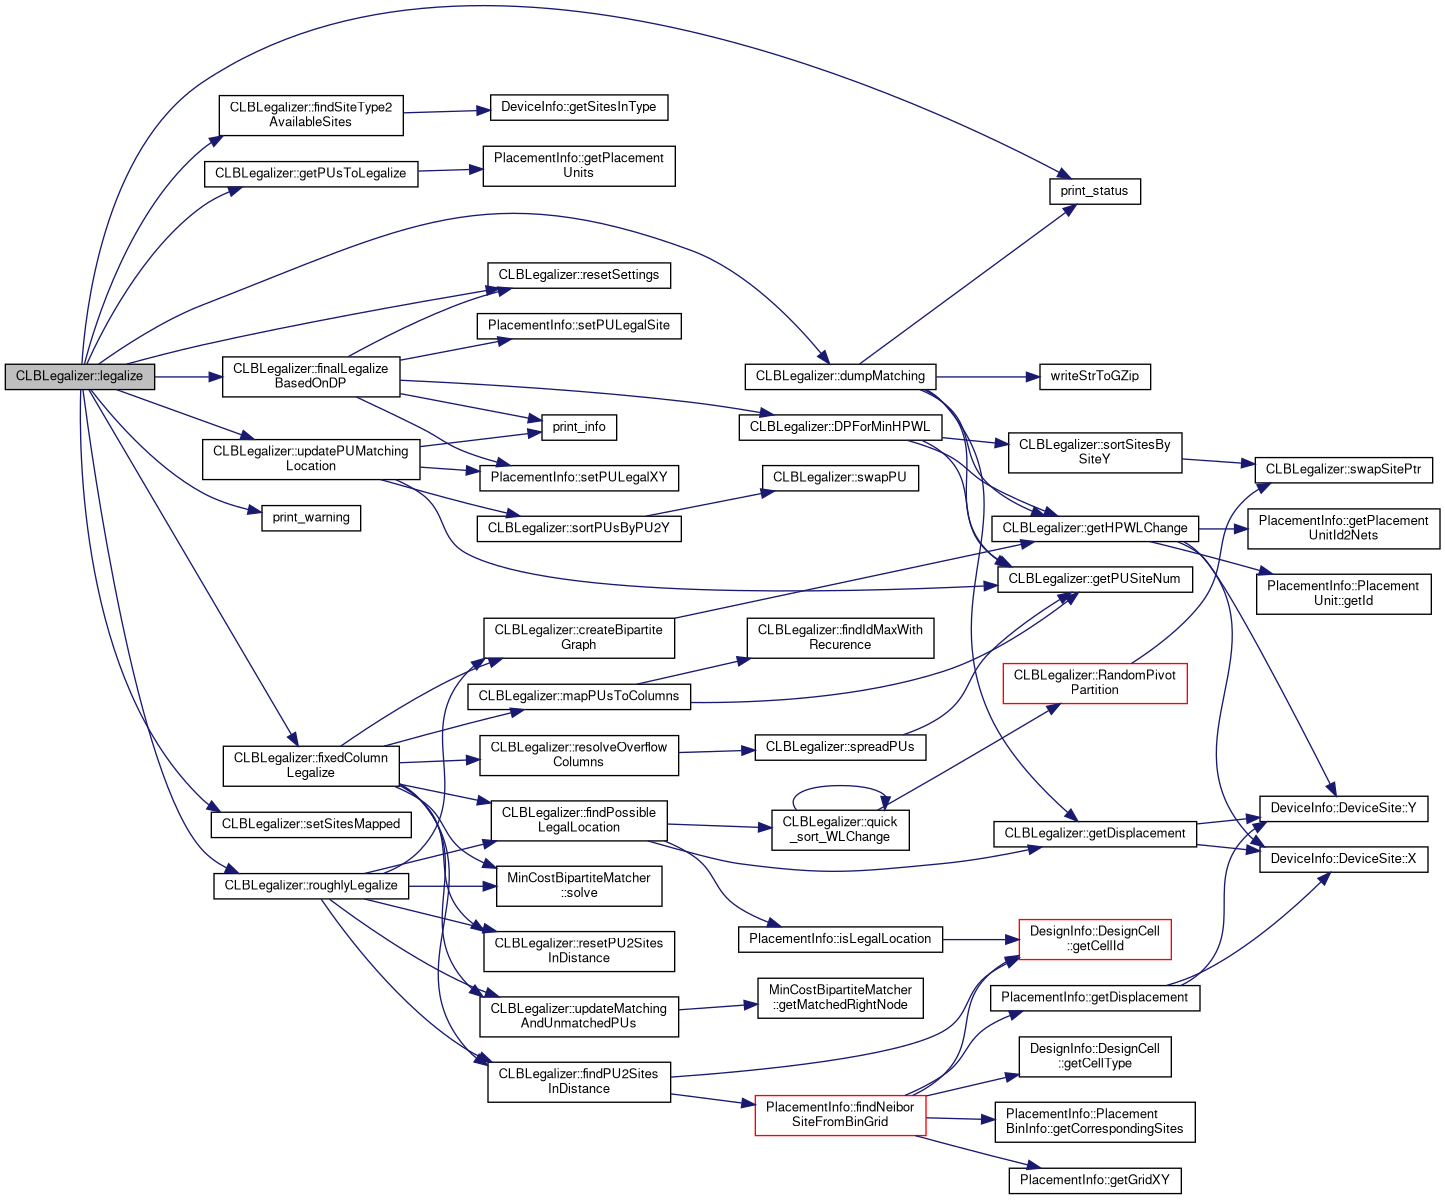 CLBLegalizer::legalize
CLBLegalizer::findSiteType2
AvailableSites
DeviceInfo::getSitesInType
CLBLegalizer::getPUsToLegalize
PlacementInfo::getPlacement
Units
print_status
CLBLegalizer::resetSettings
PlacementInfo::setPULegalSite
CLBLegalizer::finalLegalize
BasedOnDP
CLBLegalizer::dumpMatching
writeStrToGZip
print_info
CLBLegalizer::DPForMinHPWL
CLBLegalizer::updatePUMatching
Location
CLBLegalizer::sortSitesBy
SiteY
CLBLegalizer::swapSitePtr
PlacementInfo::setPULegalXY
CLBLegalizer::swapPU
print_warning
CLBLegalizer::sortPUsByPU2Y
CLBLegalizer::getHPWLChange
PlacementInfo::getPlacement
UnitId2Nets
CLBLegalizer::getPUSiteNum
PlacementInfo::Placement
Unit::getId
CLBLegalizer::createBipartite
Graph
CLBLegalizer::findIdMaxWith
Recurence
CLBLegalizer::mapPUsToColumns
CLBLegalizer::RandomPivot
Partition
CLBLegalizer::fixedColumn
Legalize
CLBLegalizer::resolveOverflow
Columns
CLBLegalizer::spreadPUs
CLBLegalizer::setSitesMapped
CLBLegalizer::findPossible
LegalLocation
CLBLegalizer::quick
_sort_WLChange
CLBLegalizer::getDisplacement
DeviceInfo::DeviceSite::Y
DeviceInfo::DeviceSite::X
CLBLegalizer::roughlyLegalize
MinCostBipartiteMatcher
::solve
CLBLegalizer::resetPU2Sites
InDistance
PlacementInfo::isLegalLocation
DesignInfo::DesignCell
::getCellId
CLBLegalizer::updateMatching
AndUnmatchedPUs
MinCostBipartiteMatcher
::getMatchedRightNode
PlacementInfo::getDisplacement
CLBLegalizer::findPU2Sites
InDistance
DesignInfo::DesignCell
::getCellType
PlacementInfo::findNeibor
SiteFromBinGrid
PlacementInfo::Placement
BinInfo::getCorrespondingSites
PlacementInfo::getGridXY